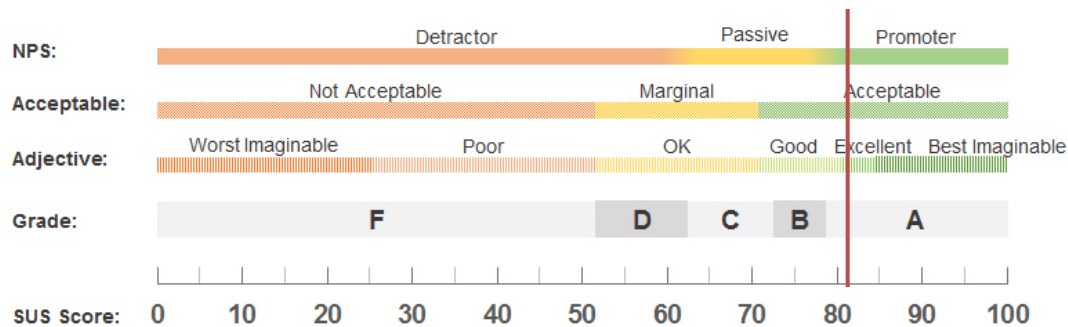 NPS: Detractor Passive Promoter
Acceptable: Not Acceptable Marginal Acceptable
Adjective: Worst Imaginable Poor OK Good Excellent Best Imaginable
Grade: F D C B A
SUS Score: 0 10 20 30 40 50 60 70 80 90 100